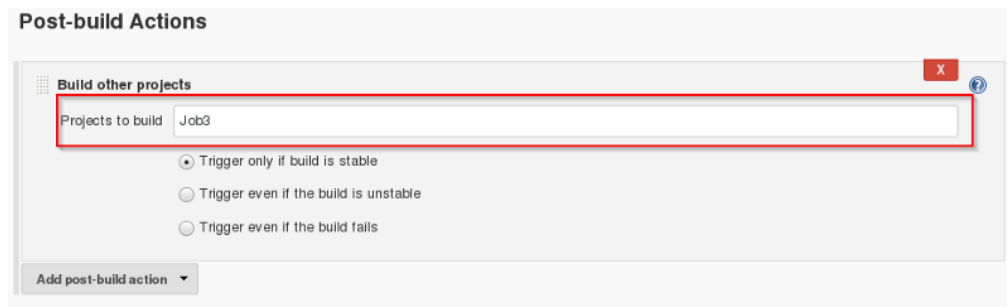 Post-build Actions
X
Build other projects
?
Projects to build Job3
Trigger only if build is stable
Trigger even if the build is unstable
Trigger even if the build fails
Add post-build action